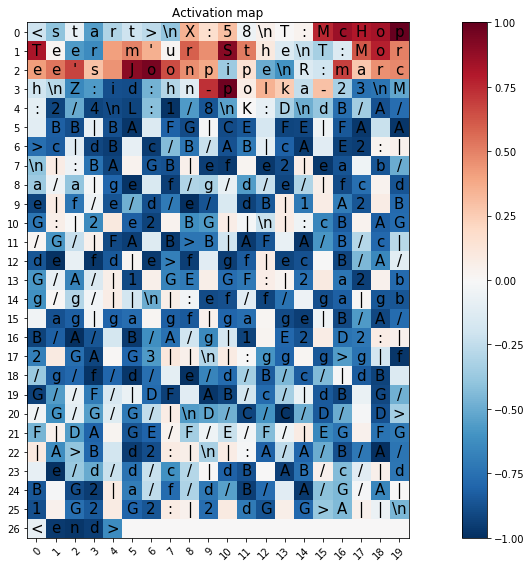 Activation map
0 < s t a r t > \n X : 5 8 \n T : M c H o p
1 T e e r m ' u r S t h e \n T : M o r
2 e e ' s J o o n p i p e \n R : m a r c
3 h \n Z : i d : h n - p o l k a - 2 3 \n M
4 : 2 / 4 \n L : 1 / 8 \n K : D \n d B / A /
5 B B | B A F G | C E F E | F A A
6 > c | d B c / B / A B | c A E 2 : |
7 \n | : B A G B | e f e 2 | e a b /
8 a / a | g e f / g / d / e / | f c d
9 e | f / e / d / e / d B | 1 A 2 B
10 G : | 2 e 2 B G | | \n | : c B A G
11 / G / | F A B > B | A F A / B / c |
12 d e f d | e > f g f | e c B / A /
13 G / A / | 1 G E G F : | 2 a 2 b
14 g / g / | | \n | : e f / f / g a | g b
15 a g | g a g f | g a g e | B / A /
16 B / A / B / A / g | 1 E 2 D 2 : |
17 2 G A G 3 | | \n | : g g g > g | f
18 / g / f / d / e / d / B / c / | d B
19 G / / F / | D F A B / c / | d B G /
20 / G / G / G / | \n D / C / C / D / D >
21 F | D A G E / F / E / F / | E G F G
22 | A > B d 2 : | \n | : A / A / B / A /
23 e / d / d / c / | d B A B / c / | d
24 B G 2 | a / f / d / B / A / G / A |
25 1 G 2 G 2 : | 2 d G G > A | | \n
26 < e n d >
0 1 2 3 4 5 6 7 8 9 10 11 12 13 14 15 16 17 18 19
1.00
0.75
0.50
0.25
0.00
−0.25
−0.50
−0.75
−1.00